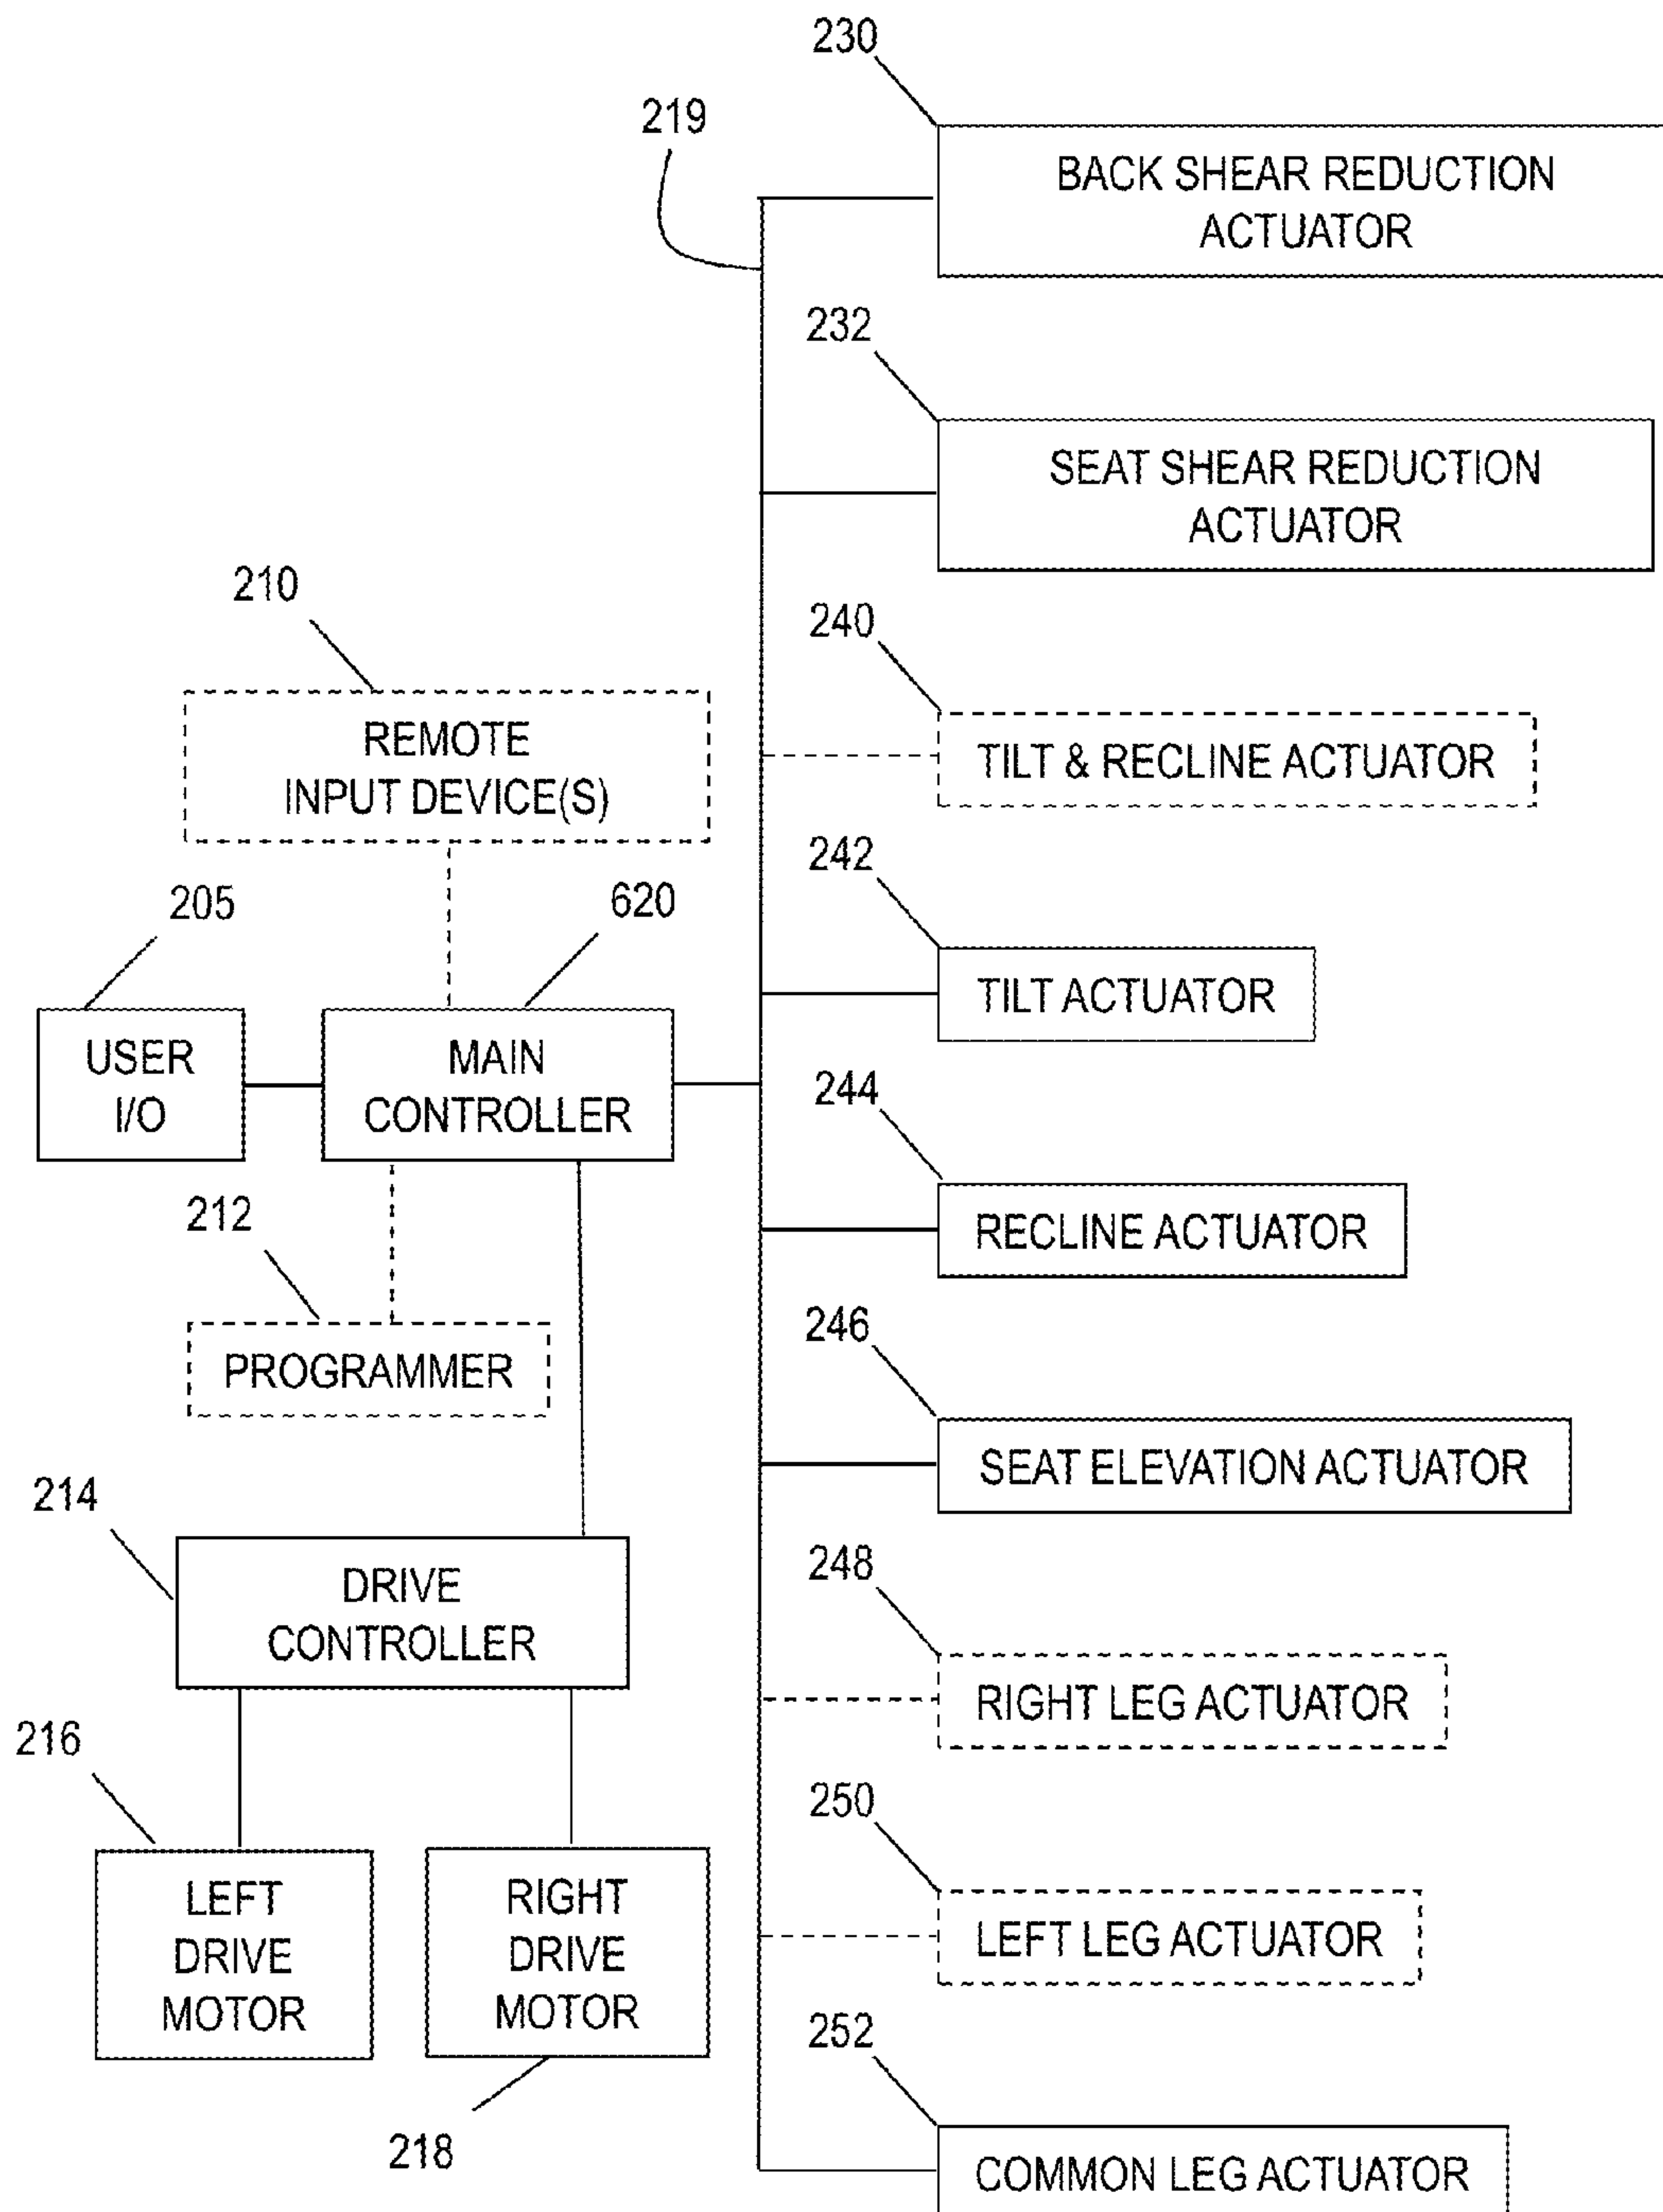 230
219
BACK SHEAR REDUCTION
ACTUATOR
232
SEAT SHEAR REDUCTION
ACTUATOR
210
240
REMOTE
INPUT DEVICE(S)
TILT & RECLINE ACTUATOR
242
205
620
TILT ACTUATOR
USER
I/O
MAIN
CONTROLLER
244
212
RECLINE ACTUATOR
246
PROGRAMMER
SEAT ELEVATION ACTUATOR
214
248
DRIVE
CONTROLLER
RIGHT LEG ACTUATOR
216
250
LEFT
DRIVE
MOTOR
RIGHT
DRIVE
MOTOR
LEFT LEG ACTUATOR
252
218
COMMON LEG ACTUATOR